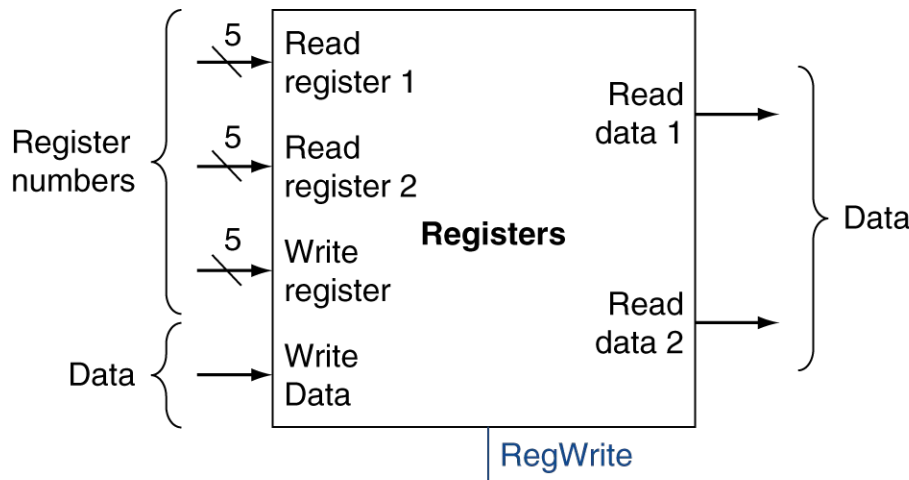 Register
numbers
Data
5
Read
register 1
5
Read
register 2
5
Write
register
Write
Data
Registers
Read
data 1
Read
data 2
Data
RegWrite